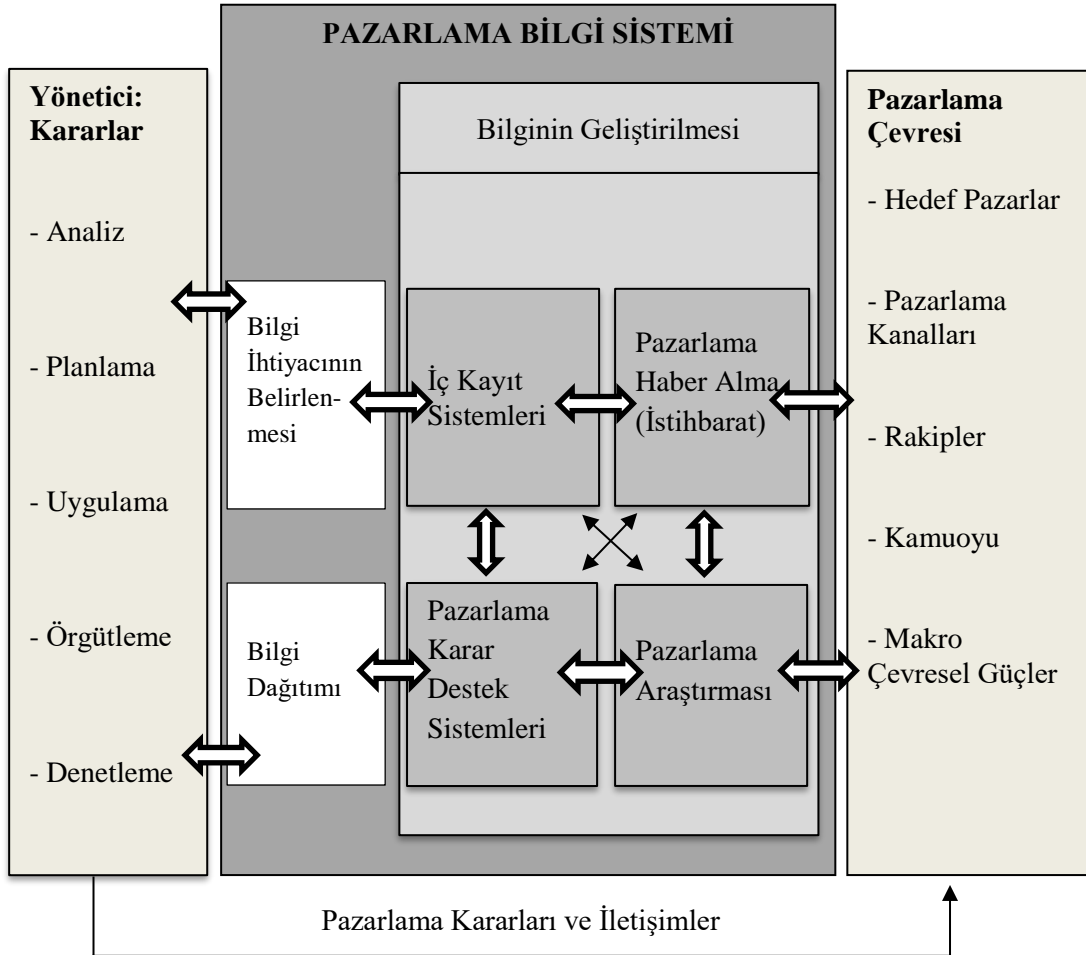 PAZARLAMA BİLGİ SİSTEMİ
Yönetici:
Kararlar
- Analiz
- Planlama
- Uygulama
- Örgütleme
- Denetleme
Bilgi
İhtiyacının
Belirlen-
mesi
Bilgi
Dağıtımı
Bilginin Geliştirilmesi
İç Kayıt
Sistemleri
Pazarlama
Haber Alma
(İstihbarat)
Pazarlama
Karar
Destek
Sistemleri
Pazarlama
Araştırması
Pazarlama
Çevresi
- Hedef Pazarlar
- Pazarlama
Kanalları
- Rakipler
- Kamuoyu
- Makro
Çevresel Güçler
Pazarlama Kararları ve İletişimler